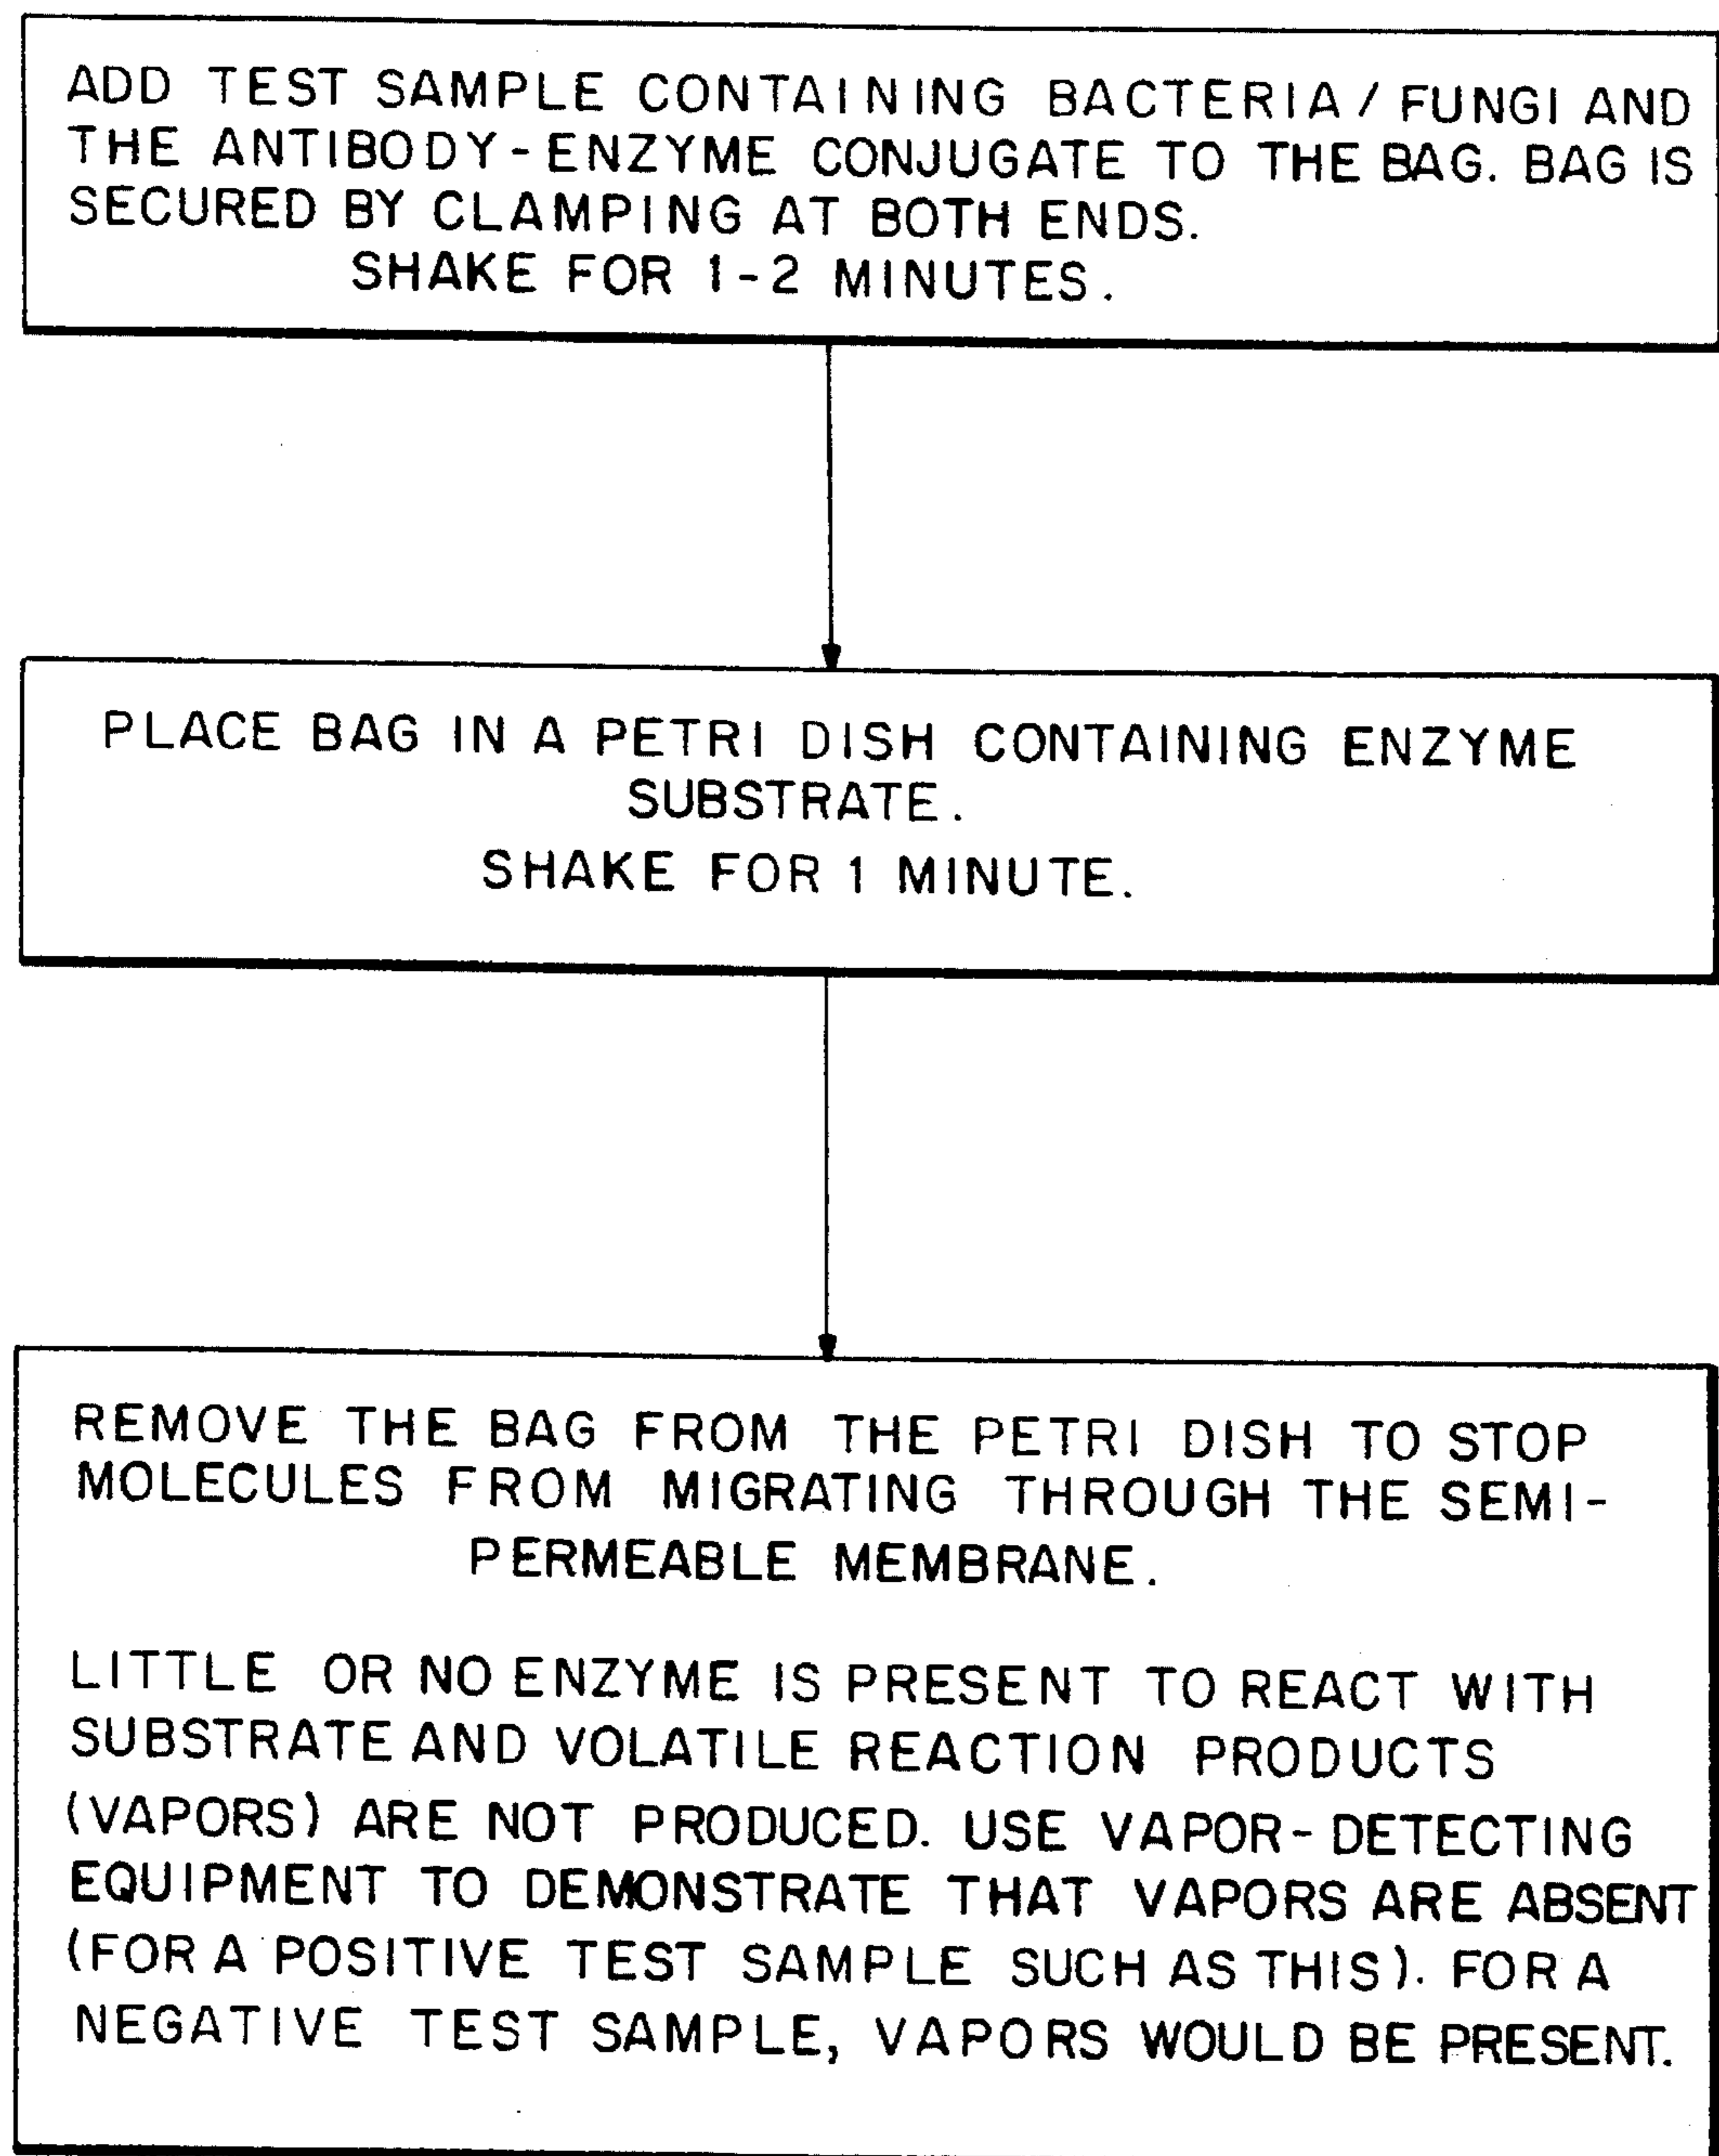 ADD TEST SAMPLE CONTAINING BACTERIA / FUNGI AND
THE ANTIBODY-ENZYME CONJUGATE TO THE BAG. BAG IS
SECURED BY CLAMPING AT BOTH ENDS.
SHAKE FOR 1-2 MINUTES.
PLACE BAG IN A PETRI DISH CONTAINING ENZYME
SUBSTRATE.
SHAKE FOR 1 MINUTE.
REMOVE THE BAG FROM THE PETRI DISH TO STOP
MOLECULES FROM MIGRATING THROUGH THE SEMI-
PERMEABLE MEMBRANE.
LITTLE OR NO ENZYME IS PRESENT TO REACT WITH
SUBSTRATE AND VOLATILE REACTION PRODUCTS
(VAPORS) ARE NOT PRODUCED. USE VAPOR-DETECTING
EQUIPMENT TO DEMONSTRATE THAT VAPORS ARE ABSENT
(FOR A POSITIVE TEST SAMPLE SUCH AS THIS). FOR A
NEGATIVE TEST SAMPLE, VAPORS WOULD BE PRESENT.